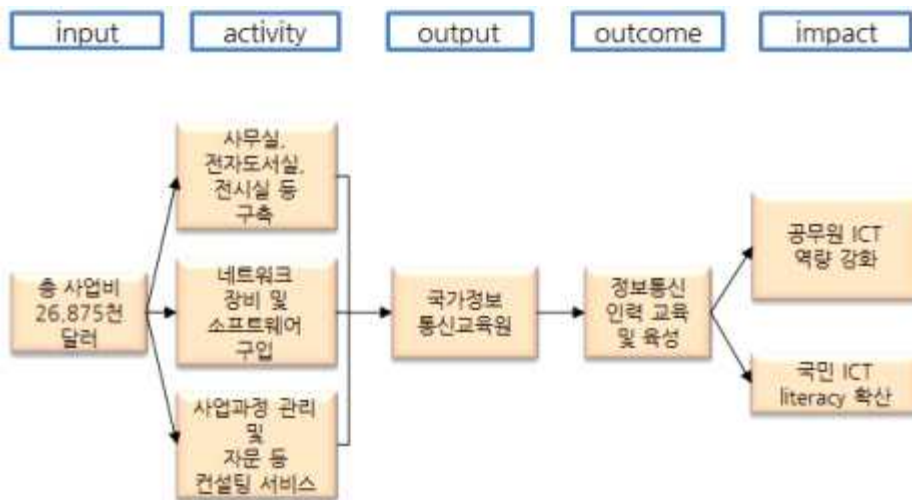 input
activity
output
outcome
impact
사무실,
전자도서실,
전시실 등
구축
총 사업비
26.875천
달러
네트워크
장비 및
소프트웨어
구입
사업과정 관리
및
자문 등
컨설팅 서비스
국가정보
통신교육원
정보통신
인력 교육
및 육성
공무원 ICT
역량 강화
국민 ICT
literacy 확산